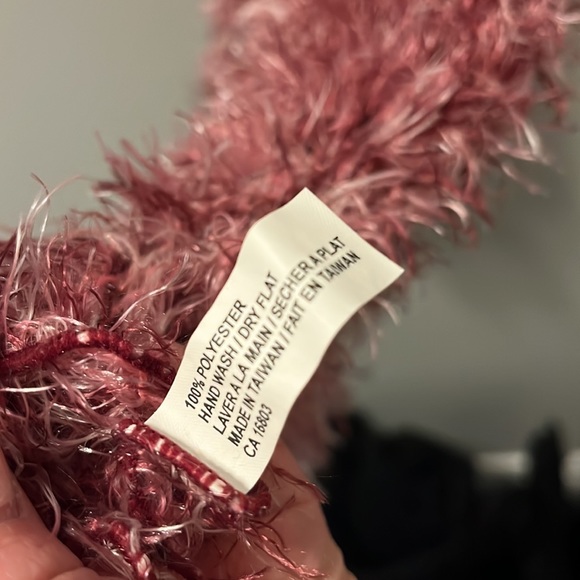 100% POLYESTER
HAND WASH / DRY FLAT
LAVER A LA MAIN / SECHER A PLAT
MADE IN TAIWAN / FAIT EN TAIWAN
CA 16803